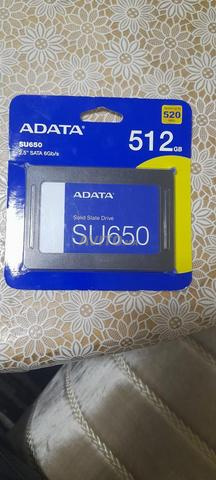 ADATA
SU650
2.5" SATA 6Gb/s
512GB
520
ADATA
Solid State Drive
SU650